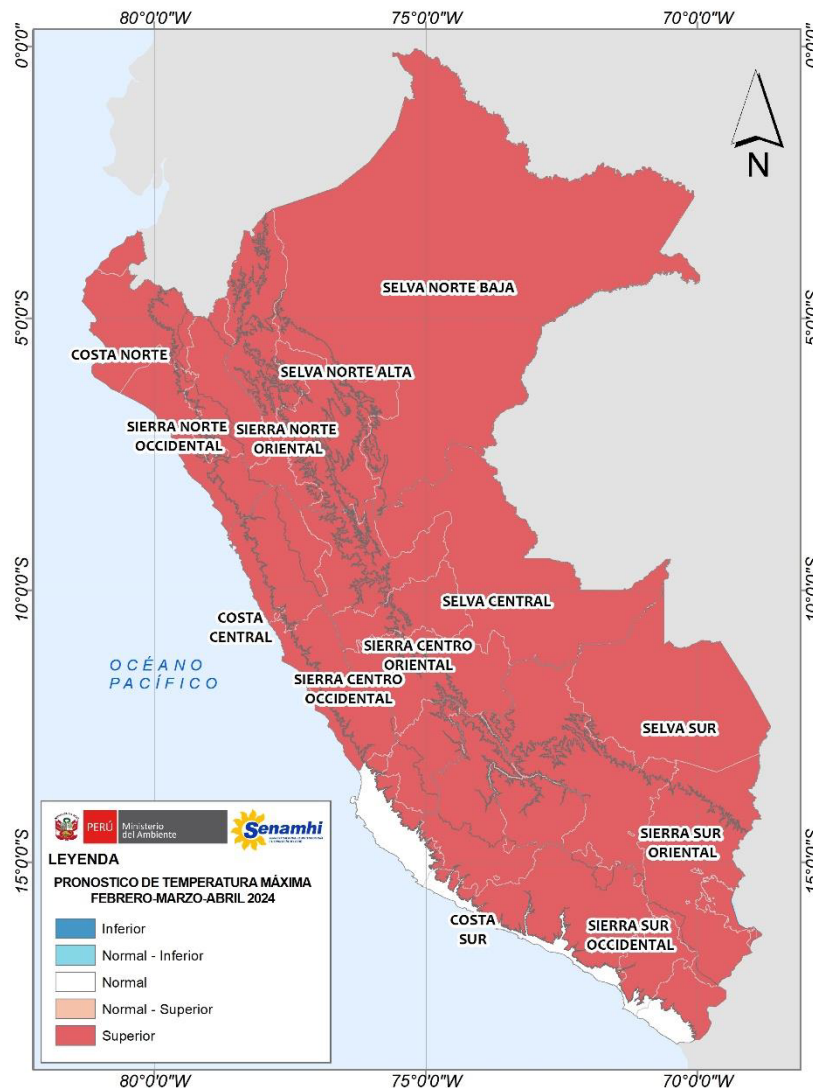 80°0'0"W 75°0'0"W 70°0'0"W
0°0'0" 0°0'0"
N
SELVA NORTE BAJA
5°0'0"S 5°0'0"S
COSTA NORTE
SELVA NORTE ALTA
SIERRA NORTE
OCCIDENTAL
SIERRA NORTE
ORIENTAL
10°0'0"S 10°0'0"S
SELVA CENTRAL
COSTA
CENTRAL
SIERRA CENTRO
ORIENTAL
OCÉANO
PACÍFICO
SIERRA CENTRO
OCCIDENTAL
SELVA SUR
SIERRA SUR
ORIENTAL
15°0'0"S 15°0'0"S
COSTA
SUR
SIERRA SUR
OCCIDENTAL
PERÚ
Ministerio
del Ambiente
Senamhi
LEYENDA
PRONOSTICO DE TEMPERATURA MÁXIMA
FEBRERO-MARZO-ABRIL 2024
Inferior
Normal - Inferior
Normal
Normal - Superior
Superior
80°0'0"W 75°0'0"W 70°0'0"W